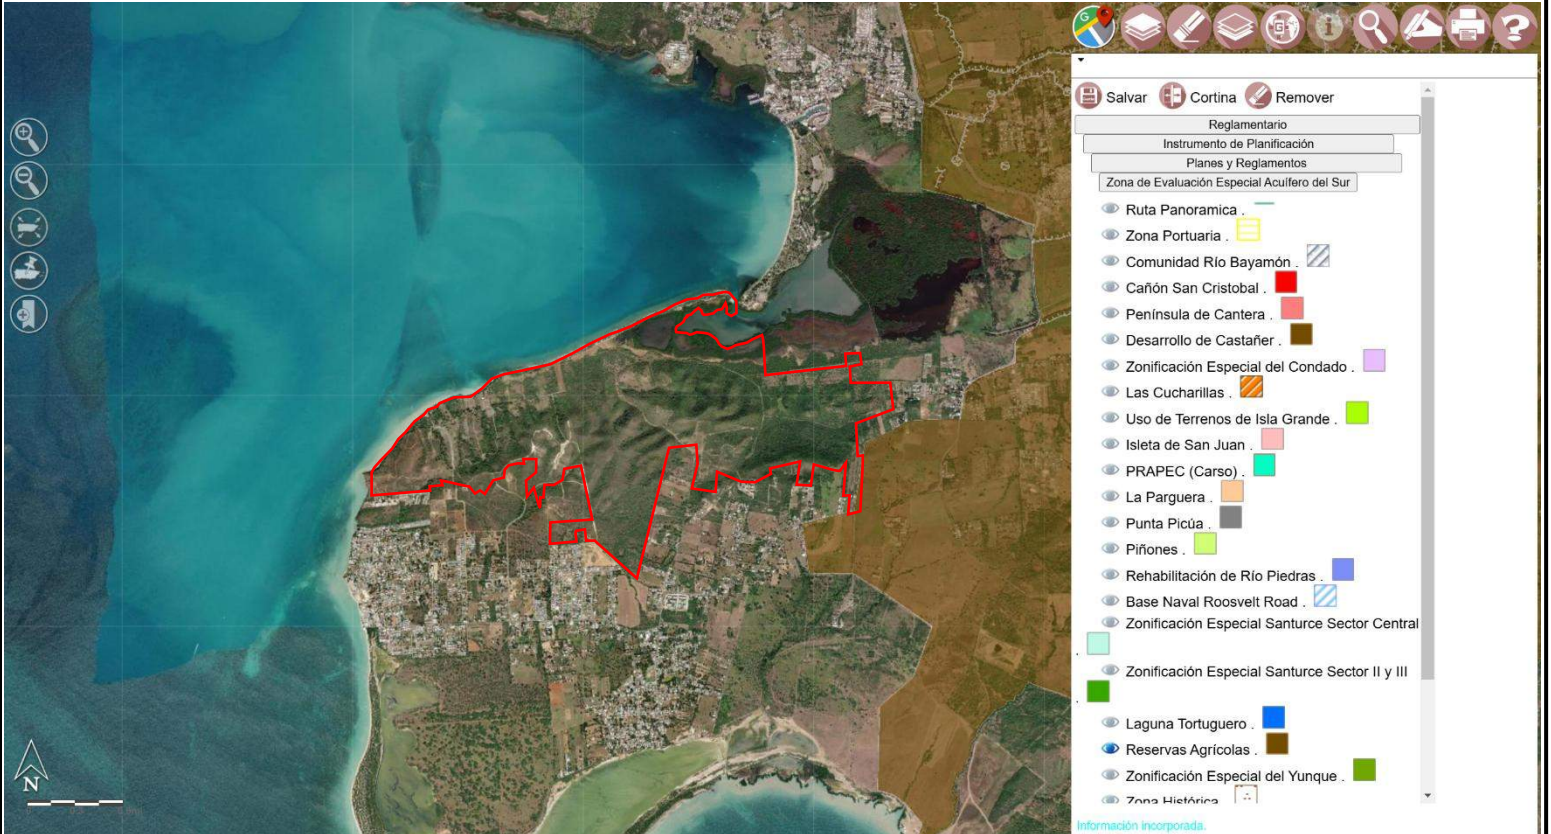 G
G
i
?
Salvar Cortina Remover
Reglamentario
Instrumento de Planificación
Planes y Reglamentos
Zona de Evaluación Especial Acuífero del Sur
Ruta Panoramica .
Zona Portuaria .
Comunidad Río Bayamón .
Cañón San Cristobal .
Península de Cantera .
Desarrollo de Castañer .
Zonificación Especial del Condado .
Las Cucharillas .
Uso de Terrenos de Isla Grande .
Isleta de San Juan .
PRAPEC (Carso) .
La Parguera .
Punta Picúa .
Piñones .
Rehabilitación de Río Piedras .
Base Naval Roosvelt Road .
Zonificación Especial Santurce Sector Central
.
Zonificación Especial Santurce Sector II y III
.
Laguna Tortuguero .
Reservas Agrícolas .
Zonificación Especial del Yunque .
Zona Histórica
N
Información incorporada.